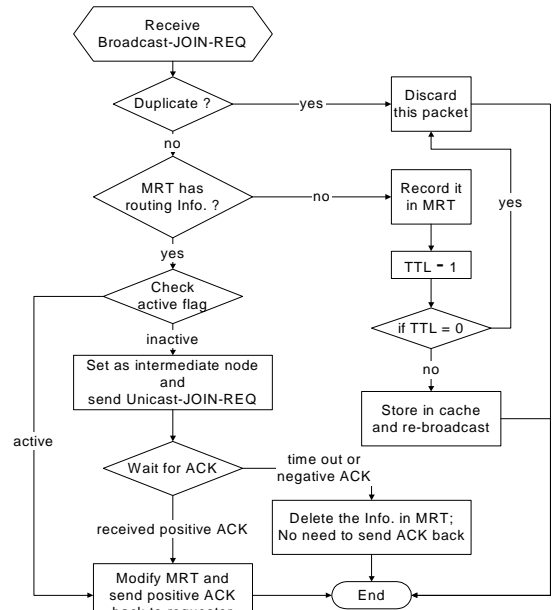 Receive
Broadcast-JOIN-REQ
Duplicate ?
yes
Discard
this packet
no
MRT has
routing Info. ?
no
Record it
in MRT
yes
yes
TTL - 1
Check
active flag
if TTL = 0
inactive
no
Set as intermediate node
and
send Unicast-JOIN-REQ
Store in cache
and re-broadcast
active
Wait for ACK
time out or
negative ACK
received positive ACK
Delete the Info. in MRT;
No need to send ACK back
Modify MRT and
send positive ACK
back to requester
End